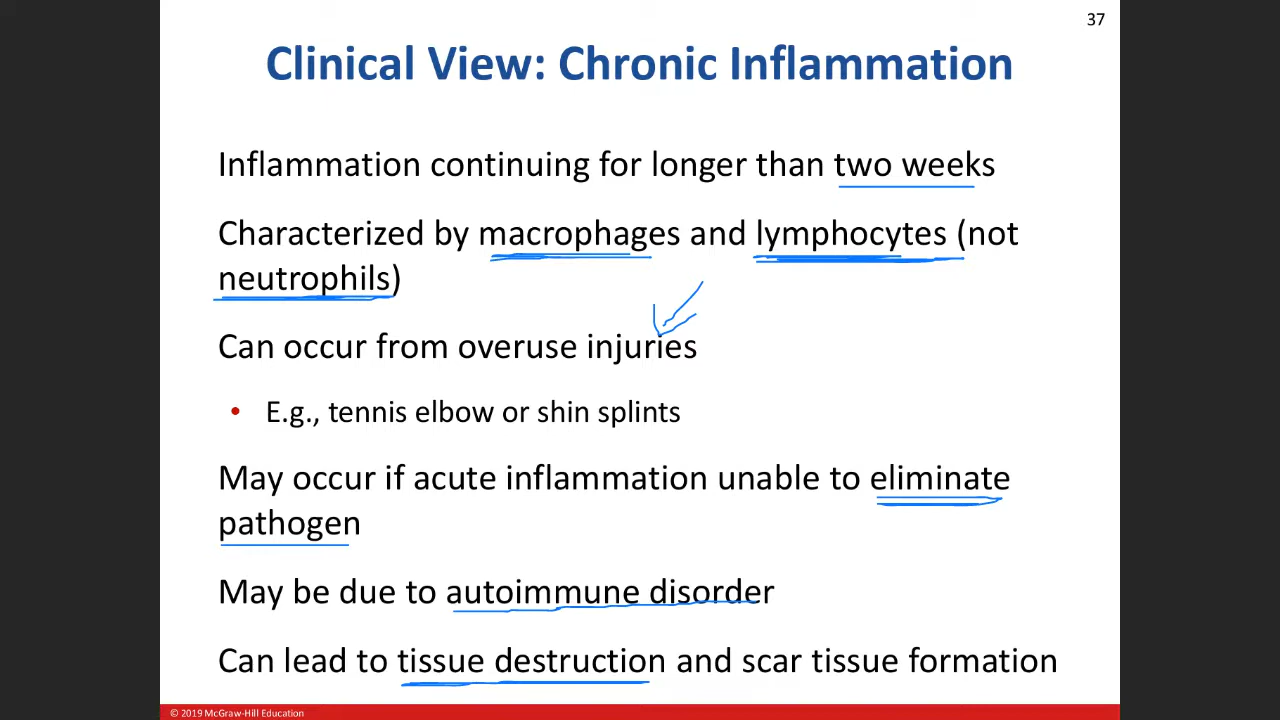 37
Clinical View: Chronic Inflammation
Inflammation continuing for longer than two weeks
Characterized by macrophages and lymphocytes (not
neutrophils)
Can occur from overuse injuries
• E.g., tennis elbow or shin splints
May occur if acute inflammation unable to eliminate
pathogen
May be due to autoimmune disorder
Can lead to tissue destruction and scar tissue formation
© 2019 McGraw-Hill Education